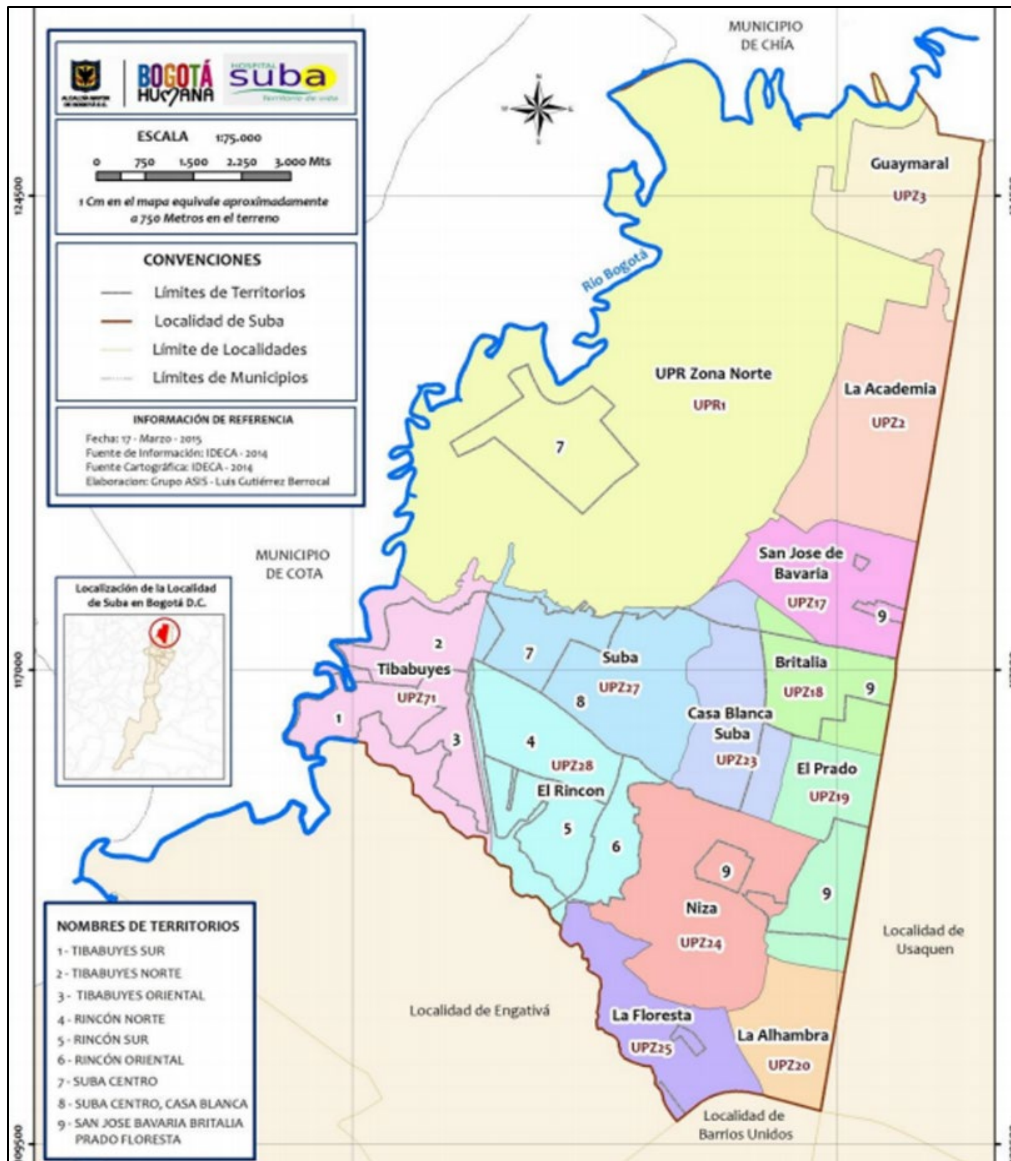 ALCALDÍA MAYOR
DE BOGOTÁ D.C.
BOGOTÁ
HUMANA
HOSPITAL
suba
Territorio de vida
ESCALA 1:75.000
0 750 1.500 2.250 3.000 Mts
1 Cm en el mapa equivale aproximadamente
a 750 Metros en el terreno
CONVENCIONES
Límites de Territorios
Localidad de Suba
Límite de Localidades
Límites de Municipios
INFORMACIÓN DE REFERENCIA
Fecha: 17 - Marzo - 2015
Fuente de Información: IDECA - 2014
Fuente Cartográfica: IDECA - 2014
Elaboracion: Grupo ASIS - Luis Gutiérrez Berrocal
Localización de la Localidad
de Suba en Bogotá D.C.
NOMBRES DE TERRITORIOS
1 - TIBABUYES SUR
2 - TIBABUYES NORTE
3 - TIBABUYES ORIENTAL
4 - RINCÓN NORTE
5 - RINCÓN SUR
6 - RINCÓN ORIENTAL
7 - SUBA CENTRO
8 - SUBA CENTRO, CASA BLANCA
9 - SAN JOSE BAVARIA BRITALIA
PRADO FLORESTA
124500
117000
109500
MUNICIPIO
DE CHÍA
N
Guaymaral
UPZ3
Río Bogotá
UPR Zona Norte
UPR1
La Academia
UPZ2
7
MUNICIPIO
DE COTA
San Jose de
Bavaria
UPZ17
9
2
Tibabuyes
UPZ71
1
3
7
Suba
UPZ27
8
Britalia
UPZ18
9
Casa Blanca
Suba
UPZ23
4
UPZ28
El Rincon
5
6
El Prado
UPZ19
9
9
Niza
UPZ24
Localidad de
Usaquen
Localidad de Engativá
La Floresta
UPZ25
La Alhambra
UPZ20
Localidad de
Barrios Unidos